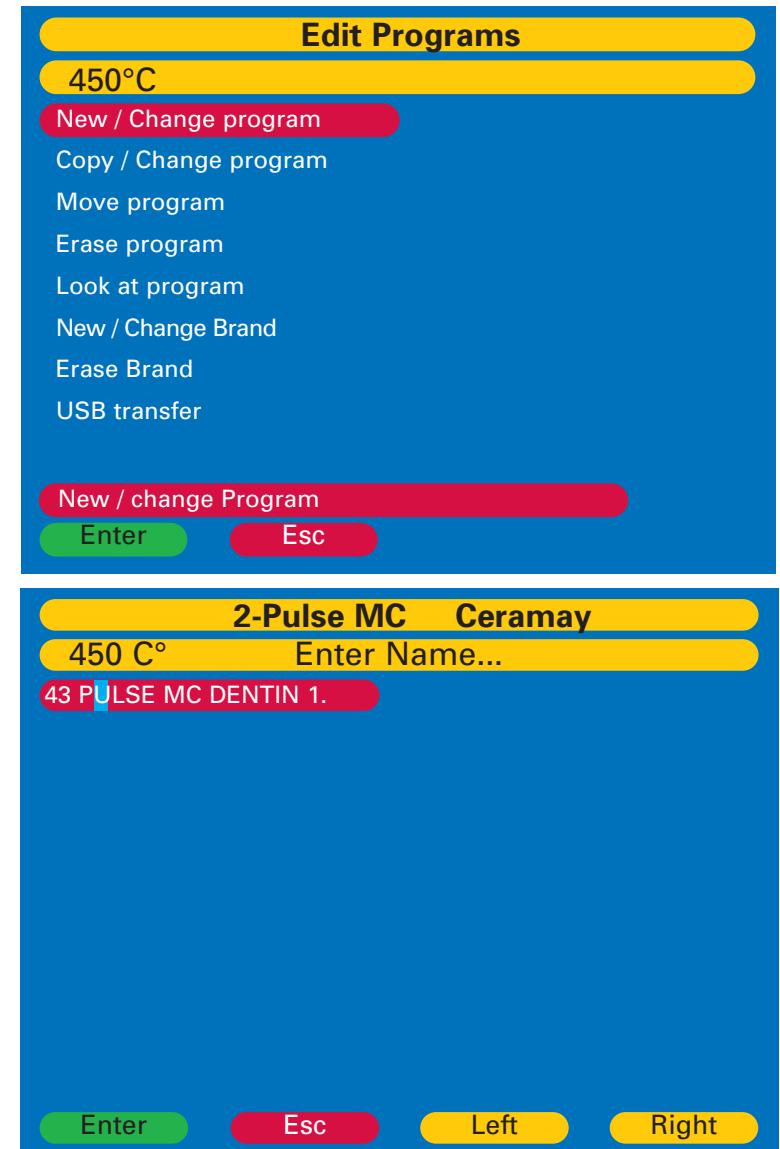 Edit Programs
450°C
New / Change program
Copy / Change program
Move program
Erase program
Look at program
New / Change Brand
Erase Brand
USB transfer
New / change Program
Enter Esc
2-Pulse MC Ceramay
450 C° Enter Name...
43 PULSE MC DENTIN 1.
Enter Esc Left Right